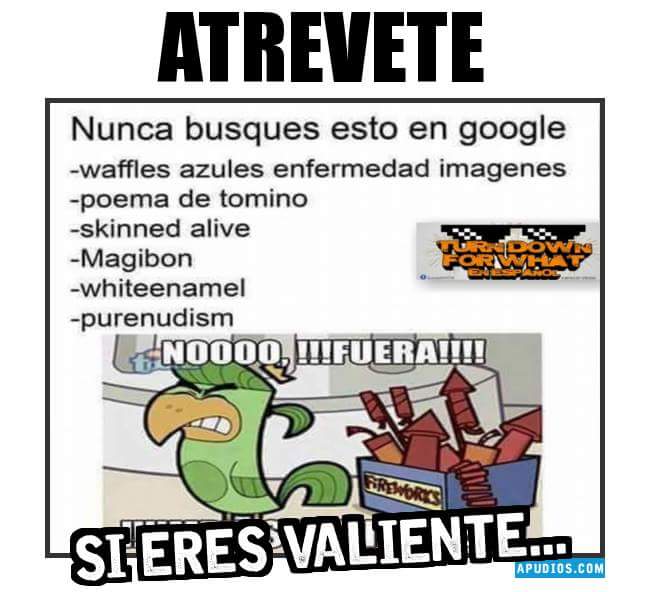 ATREVETE
Nunca busques esto en google
-waffles azules enfermedad imagenes
-poema de tomino
-skinned alive
-Magibon
-whiteenamel
-purenudism
TURN DOWN
FOR WHAT
EN ESPAÑOL
NOOOO, !!!FUERA!!!!
FIREWORKS
SI ERES VALIENTE...
APUDIOS.COM